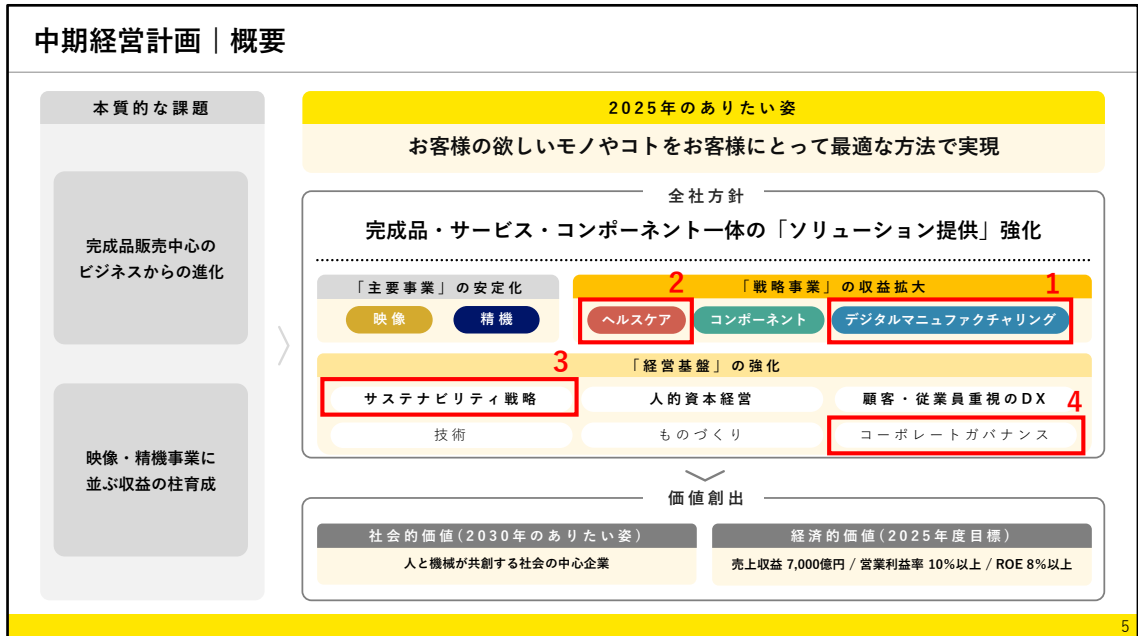 中期経営計画｜概要
本質的な課題
完成品販売中心の
ビジネスからの進化
映像・精機事業に
並ぶ収益の柱育成
2025年のありたい姿
お客様の欲しいモノやコトをお客様にとって最適な方法で実現
全社方針
完成品・サービス・コンポーネント一体の「ソリューション提供」強化
「主要事業」の安定化
映像
精機
2
「戦略事業」の収益拡大
1
ヘルスケア
コンポーネント
デジタルマニュファクチャリング
3
「経営基盤」の強化
サステナビリティ戦略
人的資本経営
顧客・従業員重視のDX
4
技術
ものづくり
コーポレートガバナンス
価値創出
社会的価値(2030年のありたい姿)
人と機械が共創する社会の中心企業
経済的価値(2025年度目標)
売上収益 7,000億円 / 営業利益率 10%以上 / ROE 8%以上
5